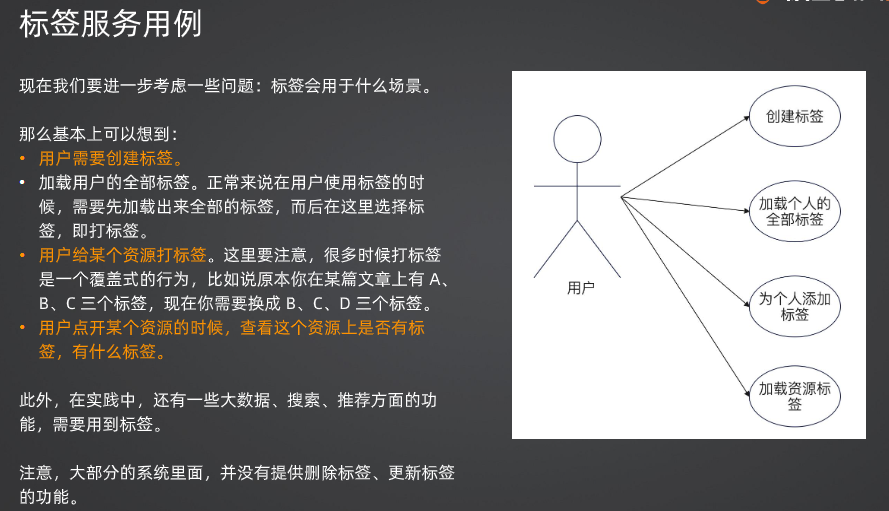 标签服务用例
现在我们要进一步考虑一些问题：标签会用于什么场景。
那么基本上可以想到：
• 用户需要创建标签。
• 加载用户的全部标签。正常来说在用户使用标签的时
候，需要先加载出来全部的标签，而后在这里选择标
签，即打标签。
• 用户给某个资源打标签。这里要注意，很多时候打标签
是一个覆盖式的行为，比如说原本你在某篇文章上有 A、
B、C 三个标签，现在你需要换成 B、C、D 三个标签。
• 用户点开某个资源的时候，查看这个资源上是否有标
签，有什么标签。
此外，在实践中，还有一些大数据、搜索、推荐方面的功
能，需要用到标签。
注意，大部分的系统里面，并没有提供删除标签、更新标签
的功能。
用户
创建标签
加载个人的
全部标签
为个人添加
标签
加载资源标
签